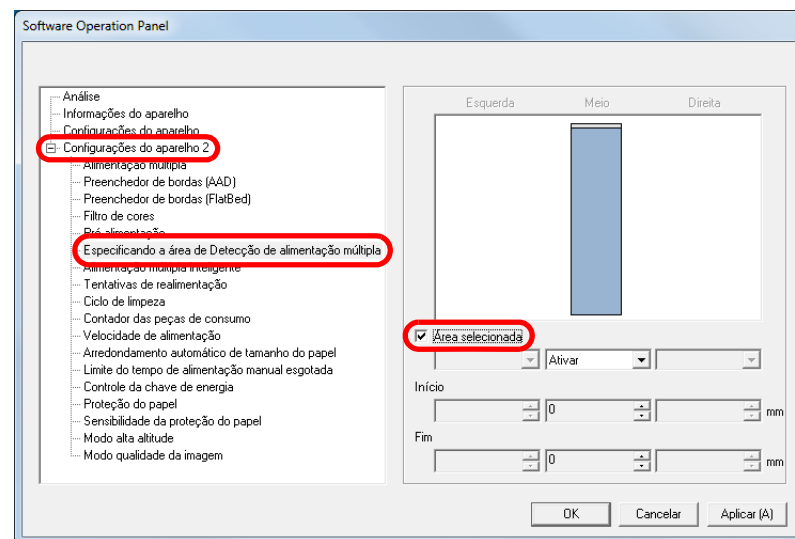 Software Operation Panel
Análise
Informações do aparelho
Configurações do aparelho
Configurações do aparelho 2
Alimentação múltipla
Preenchedor de bordas (AAD)
Preenchedor de bordas (FlatBed)
Filtro de cores
Pré-alimentação
Especificando a área de Detecção de alimentação múltipla
Alimentação múltipla inteligente
Tentativas de realimentação
Ciclo de limpeza
Contador das peças de consumo
Velocidade de alimentação
Arredondamento automático de tamanho do papel
Limite do tempo de alimentação manual esgotada
Controle da chave de energia
Proteção do papel
Sensibilidade da proteção do papel
Modo alta altitude
Modo qualidade da imagem
Esquerda Meio Direita
Área selecionada
Ativar
Início
0 mm
Fim
0 mm
OK Cancelar Aplicar (A)